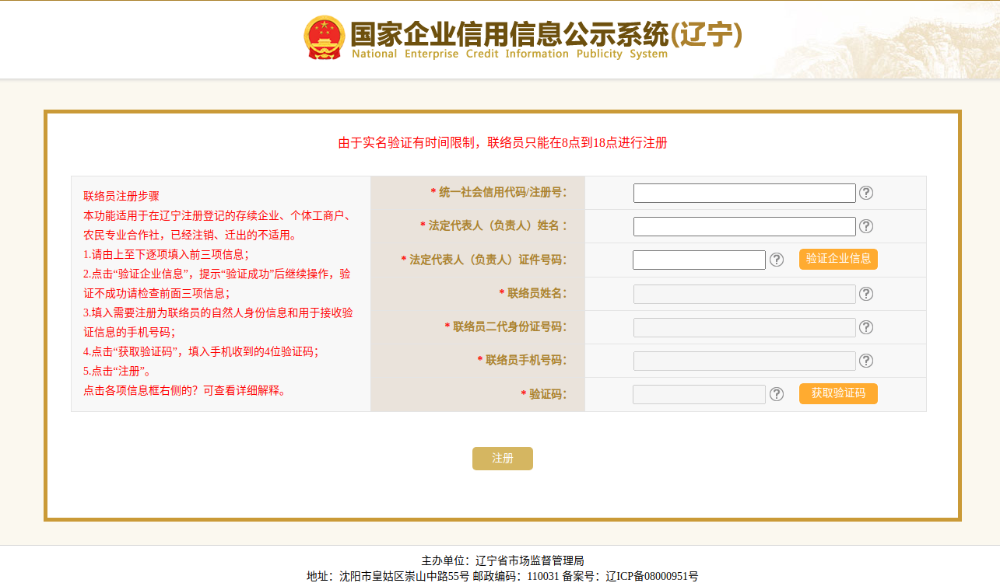 国家企业信用信息公示系统(辽宁)
National Enterprise Credit Information Publicity System
由于实名验证有时间限制，联络员只能在8点到18点进行注册
联络员注册步骤
本功能适用于在辽宁注册登记的存续企业、个体工商户、
农民专业合作社，已经注销、迁出的不适用。
1.请由上至下逐项填入前三项信息；
2.点击“验证企业信息”，提示“验证成功”后继续操作，验
证不成功请检查前面三项信息；
3.填入需要注册为联络员的自然人身份信息和用于接收验
证信息的手机号码；
4.点击“获取验证码”，填入手机收到的4位验证码；
5.点击“注册”。
点击各项信息框右侧的？可查看详细解释。
* 统一社会信用代码/注册号：
* 法定代表人（负责人）姓名 ：
* 法定代表人（负责人）证件号码： 验证企业信息
* 联络员姓名：
* 联络员二代身份证号码：
* 联络员手机号码：
* 验证码： 获取验证码
注册
主办单位：辽宁省市场监督管理局
地址：沈阳市皇姑区崇山中路55号 邮政编码：110031 备案号：辽ICP备08000951号